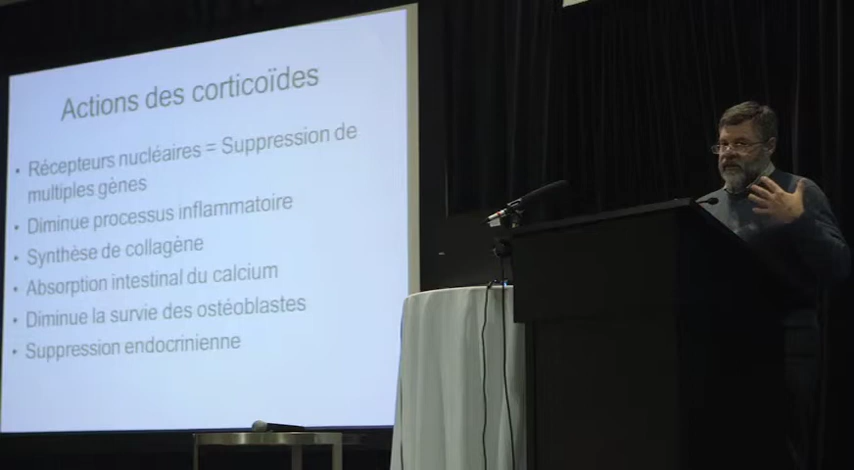 Actions des corticoïdes
• Récepteurs nucléaires = Suppression de
multiples gènes
• Diminue processus inflammatoire
• Synthèse de collagène
• Absorption intestinal du calcium
• Diminue la survie des ostéoblastes
• Suppression endocrinienne